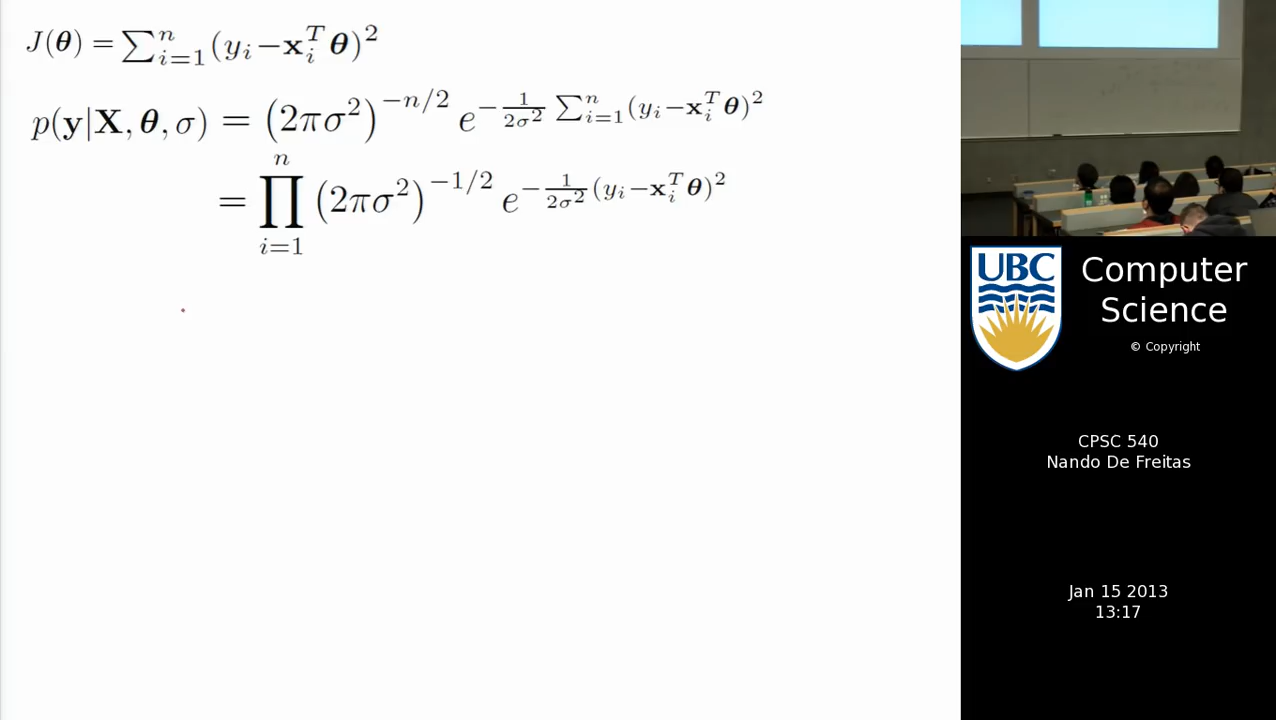 J(θ) = ∑ⁿᵢ₌₁ (yᵢ−xᵢᵀθ)²
p(y|X, θ, σ) = (2πσ²)^{−n/2} e^{−\frac{1}{2σ²} ∑ⁿᵢ₌₁(yᵢ−xᵢᵀθ)²}
= ∏ⁿᵢ₌₁ (2πσ²)^{−1/2} e^{−\frac{1}{2σ²}(yᵢ−xᵢᵀθ)²}
UBC
Computer
Science
© Copyright
CPSC 540
Nando De Freitas
Jan 15 2013
13:17